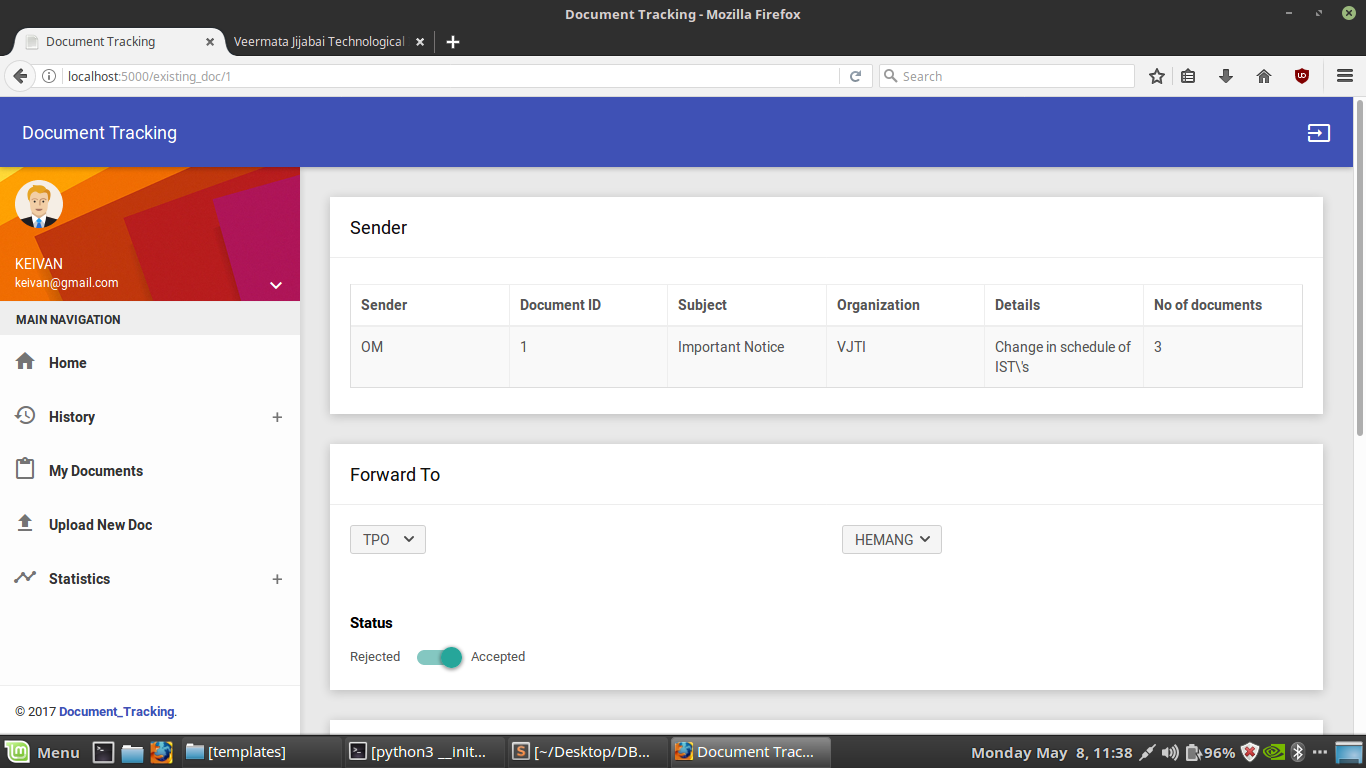 Document Tracking - Mozilla Firefox
Document Tracking
Veermata Jijabai Technological
localhost:5000/existing_doc/1
Search
Document Tracking
KEIVAN
keivan@gmail.com
MAIN NAVIGATION
Home
History +
My Documents
Upload New Doc
Statistics +
© 2017 Document_Tracking.
Sender
Sender Document ID Subject Organization Details No of documents
OM 1 Important Notice VJTI Change in schedule of 3
IST\'s
Forward To
TPO HEMANG
Status
Rejected Accepted
Menu [templates] [python3 __init... [~/Desktop/DB... Document Trac... Monday May 8, 11:38 96%